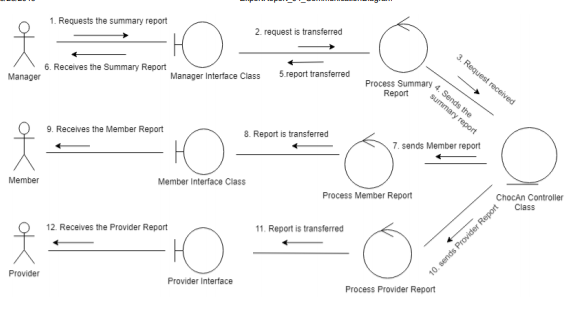 ExportReport_01_CommunicationDiagram
1. Requests the summary report
2. request is transferred
6. Receives the Summary Report
5.report transferred
Manager
Manager Interface Class
Process Summary
Report
3. Request received
4. Sends the
summary report
9. Receives the Member Report
8. Report is transferred
7. sends Member report
Member
Member Interface Class
Process Member Report
ChocAn Controller
Class
12. Receives the Provider Report
11. Report is transferred
10. sends Provider Report
Provider
Provider Interface
Process Provider Report